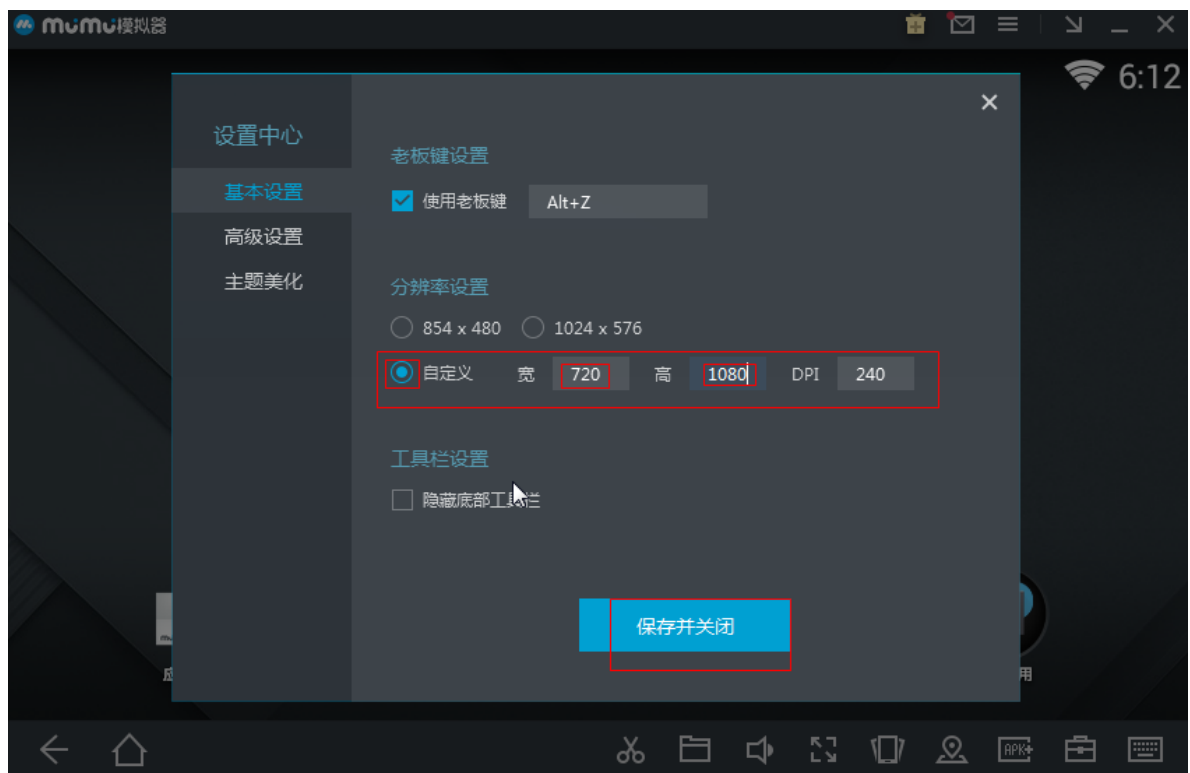 mumu模拟器
6:12
设置中心
基本设置
高级设置
主题美化
老板键设置
使用老板键 Alt+Z
分辨率设置
854 x 480 1024 x 576
自定义 宽 720 高 1080 DPI 240
工具栏设置
隐藏底部工具栏
保存并关闭
用
APK+